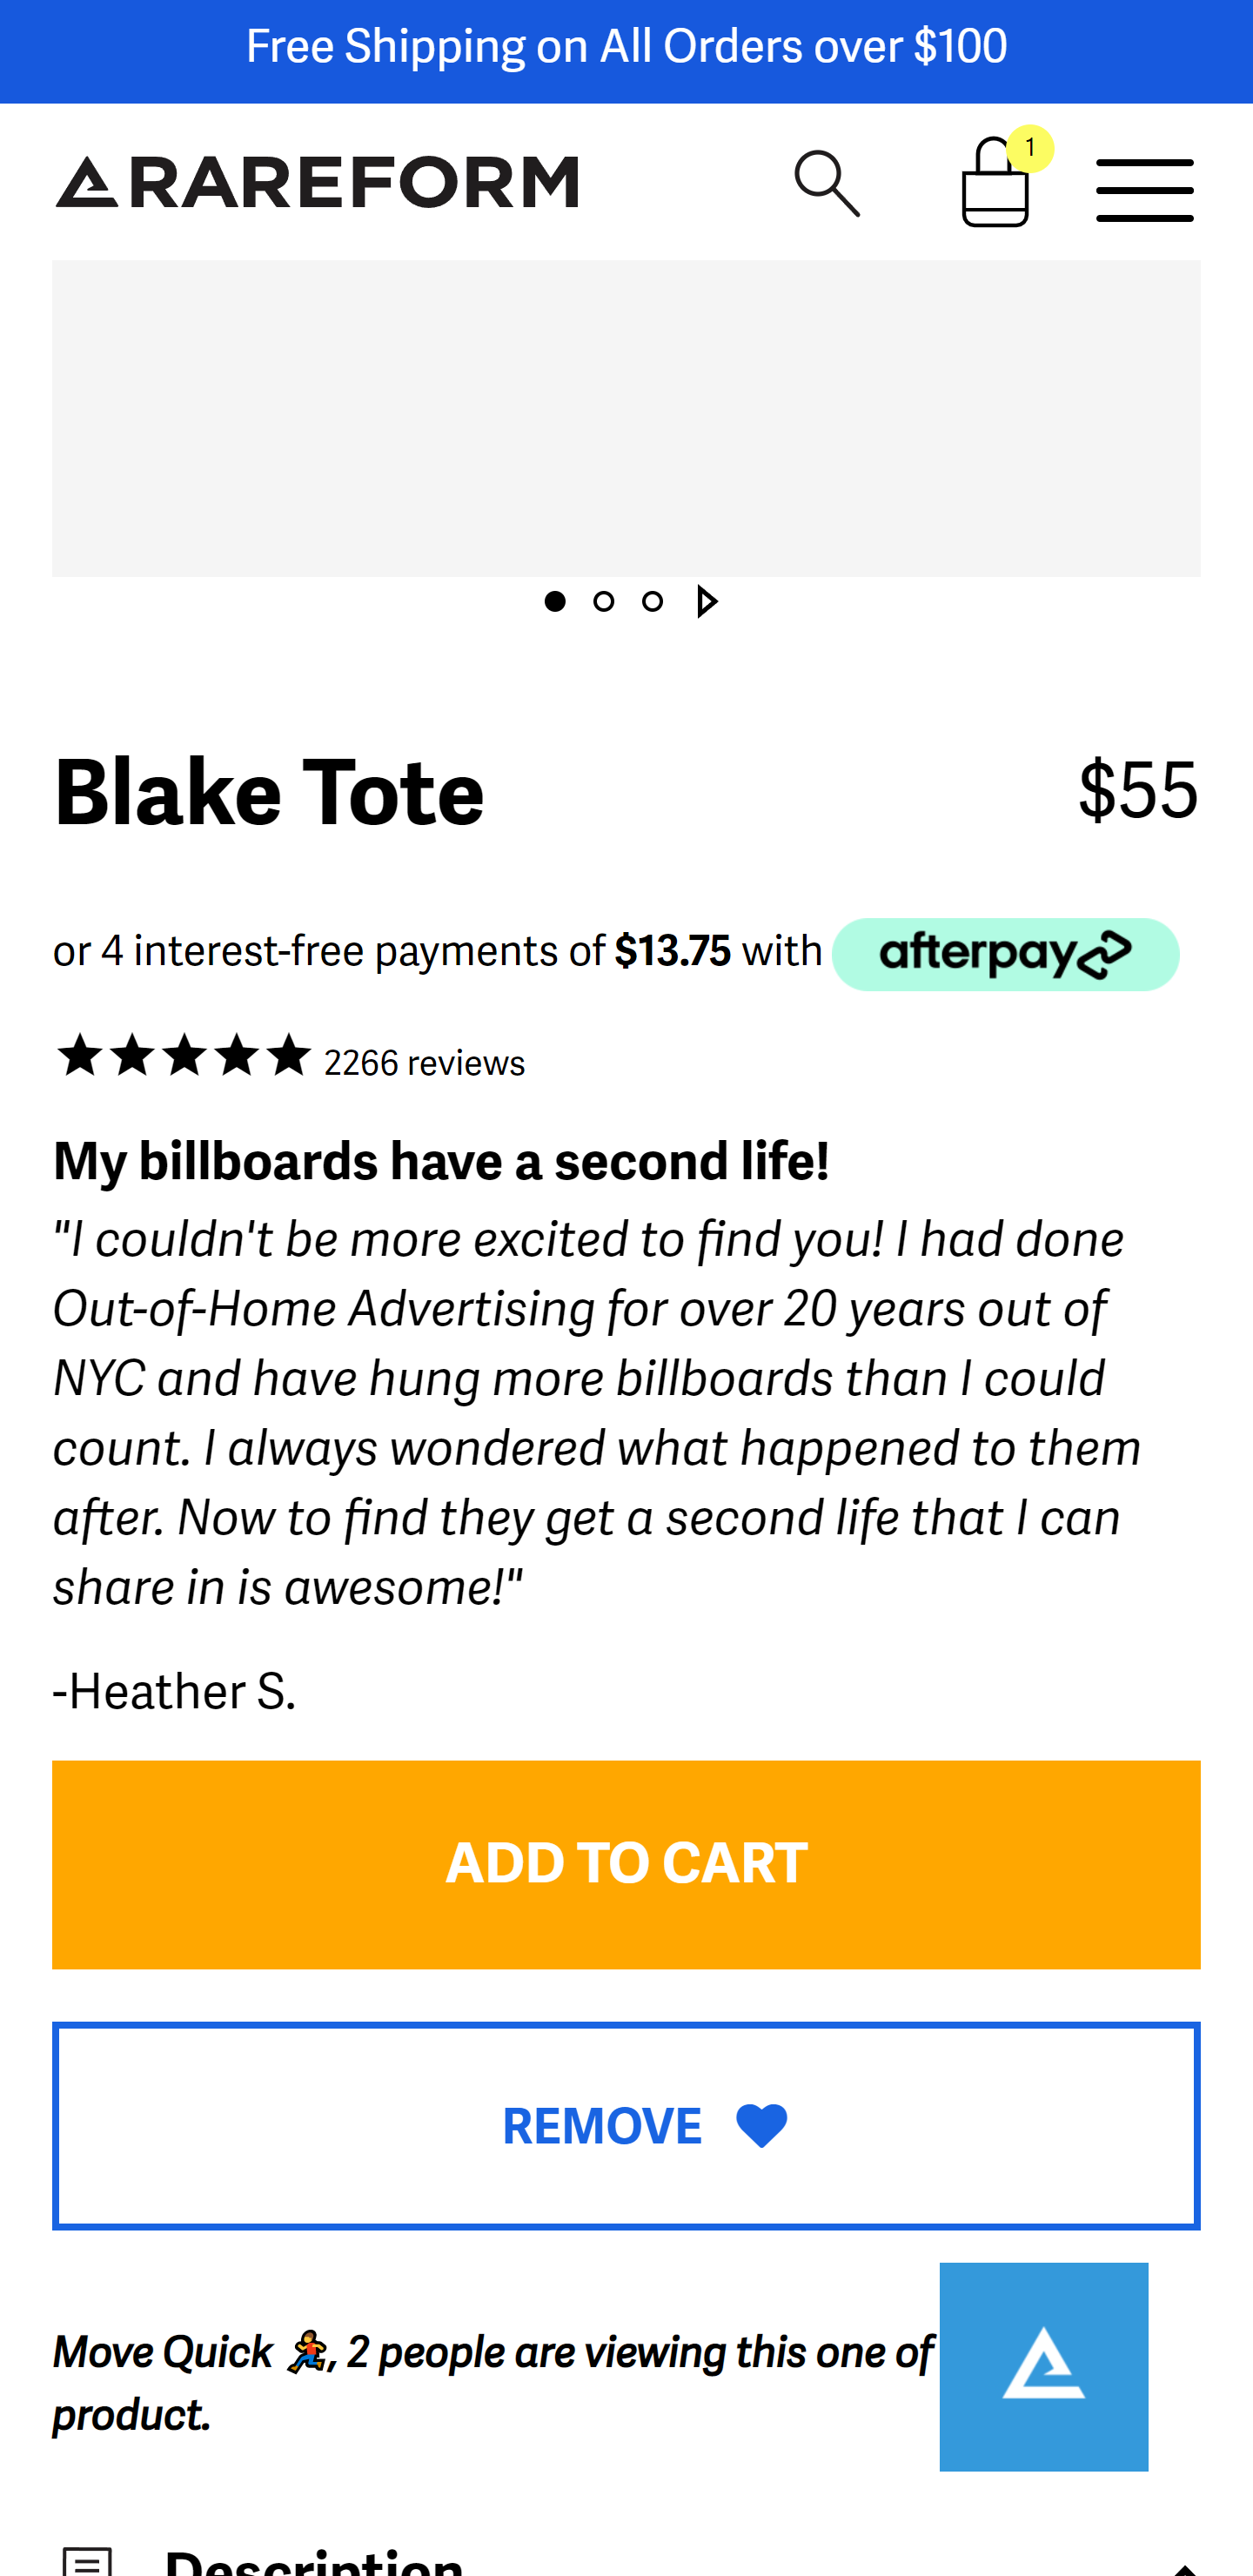 Free Shipping on All Orders over $100
RAREFORM
1
Blake Tote
$55
or 4 interest-free payments of $13.75 with afterpay
2266 reviews
My billboards have a second life!
"I couldn't be more excited to find you! I had done
Out-of-Home Advertising for over 20 years out of
NYC and have hung more billboards than I could
count. I always wondered what happened to them
after. Now to find they get a second life that I can
share in is awesome!"
-Heather S.
ADD TO CART
REMOVE
Move Quick 🏃, 2 people are viewing this one of
product.
Description